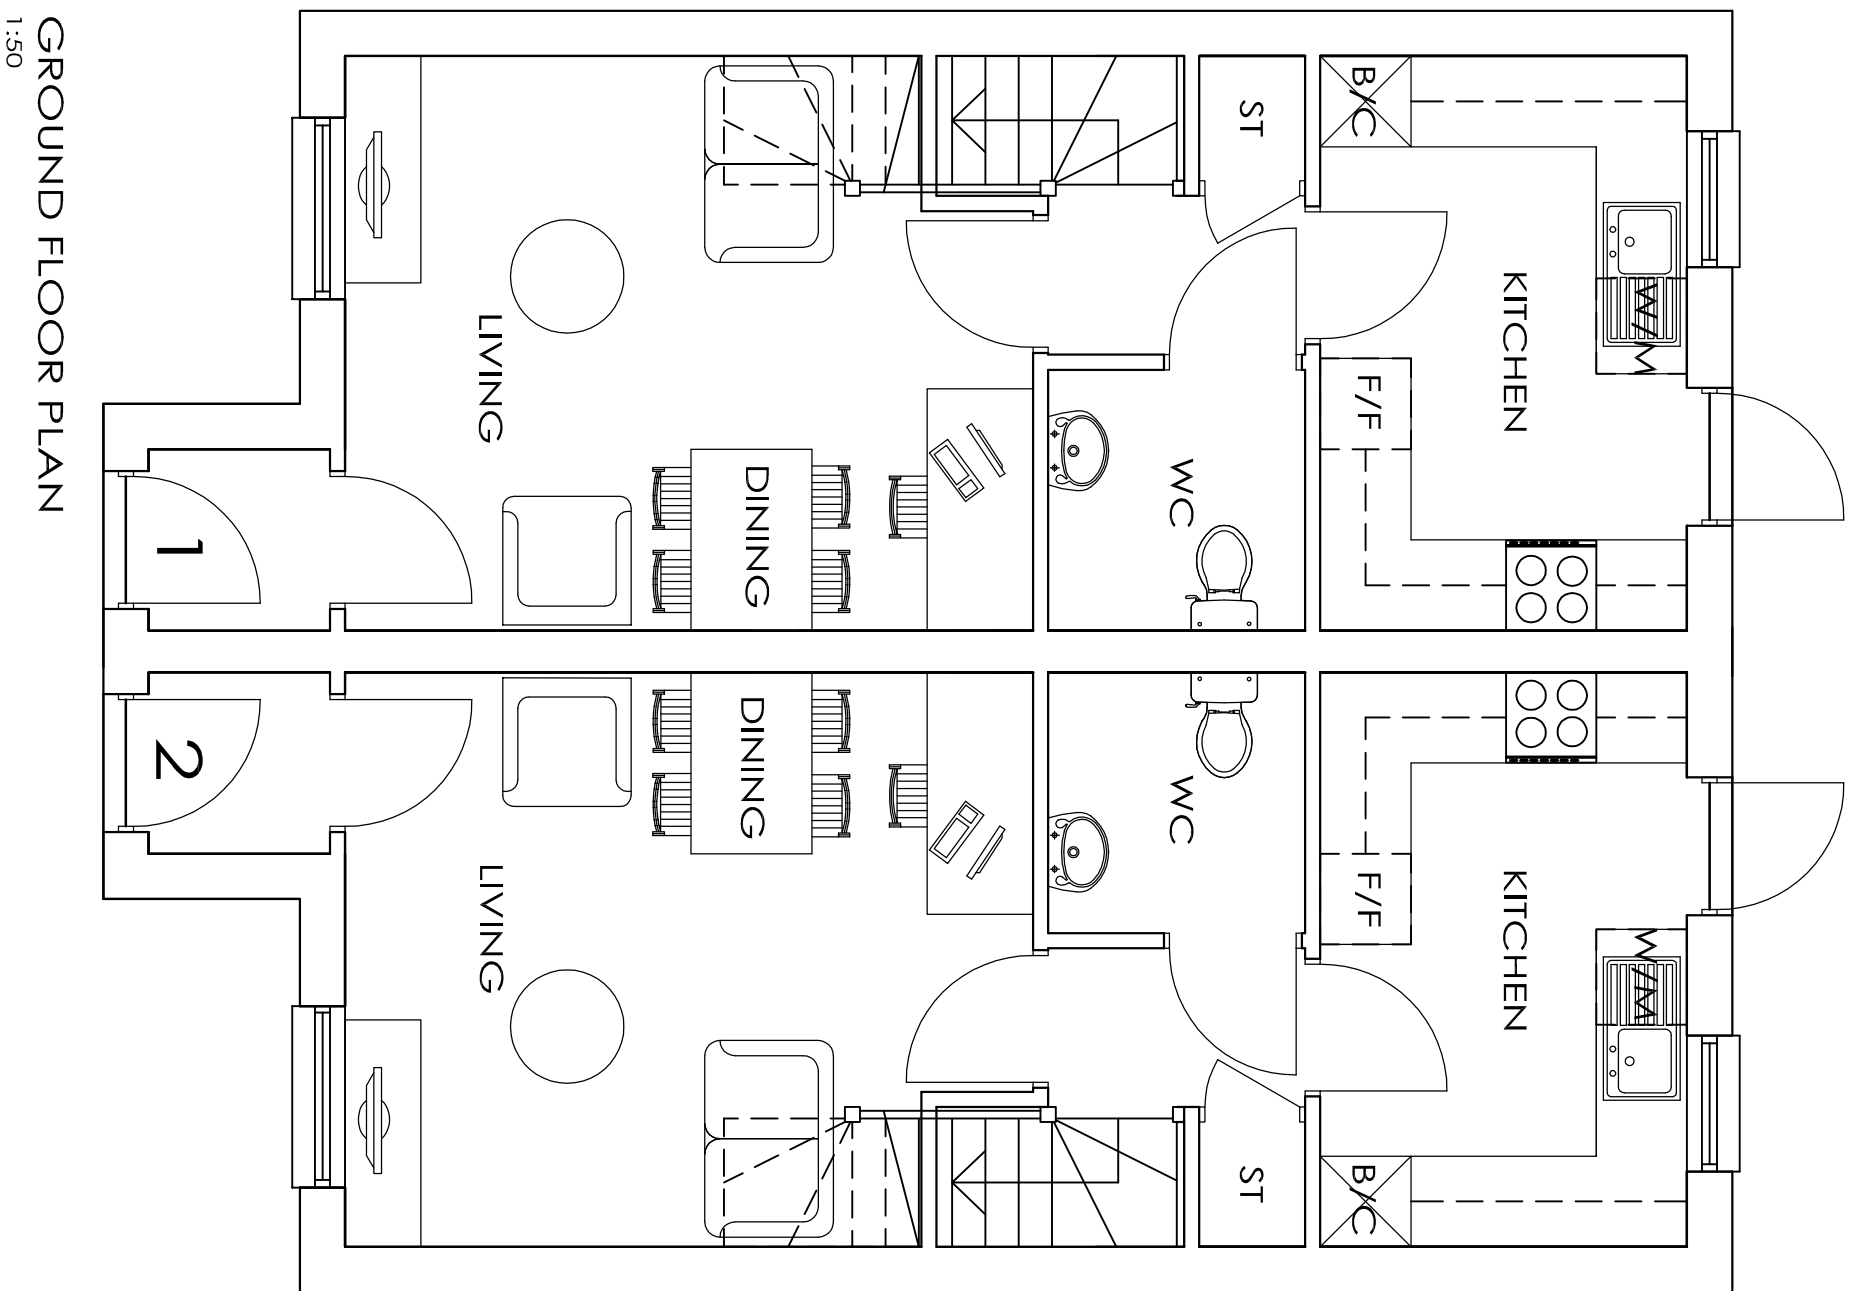 GROUND FLOOR PLAN
1:50
B/C
ST
W/M
KITCHEN
LIVING
F/F
WC
DINING
1
2
DINING
WC
F/F
KITCHEN
LIVING
W/M
ST
B/C